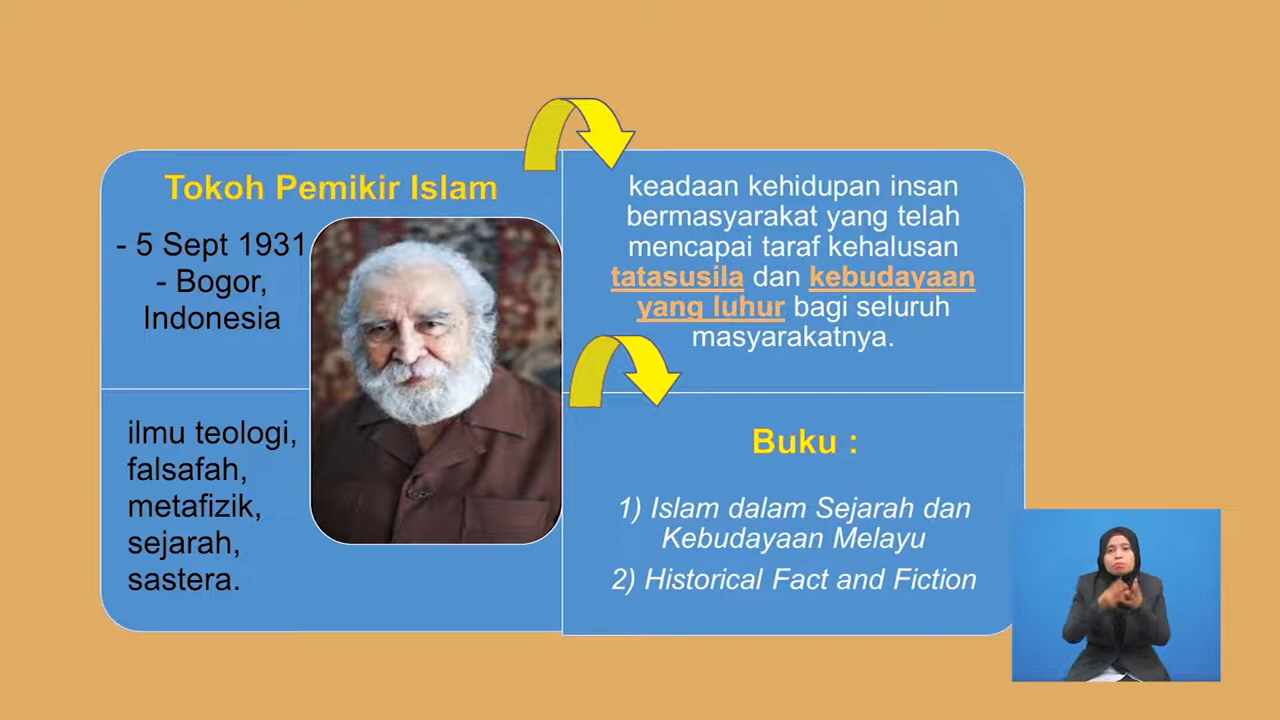 Tokoh Pemikir Islam
- 5 Sept 1931
- Bogor,
Indonesia
ilmu teologi,
falsafah,
metafizik,
sejarah,
sastera.
keadaan kehidupan insan
bermasyarakat yang telah
mencapai taraf kehalusan
tatasusila dan kebudayaan
yang luhur bagi seluruh
masyarakatnya.
Buku :
1) Islam dalam Sejarah dan
Kebudayaan Melayu
2) Historical Fact and Fiction